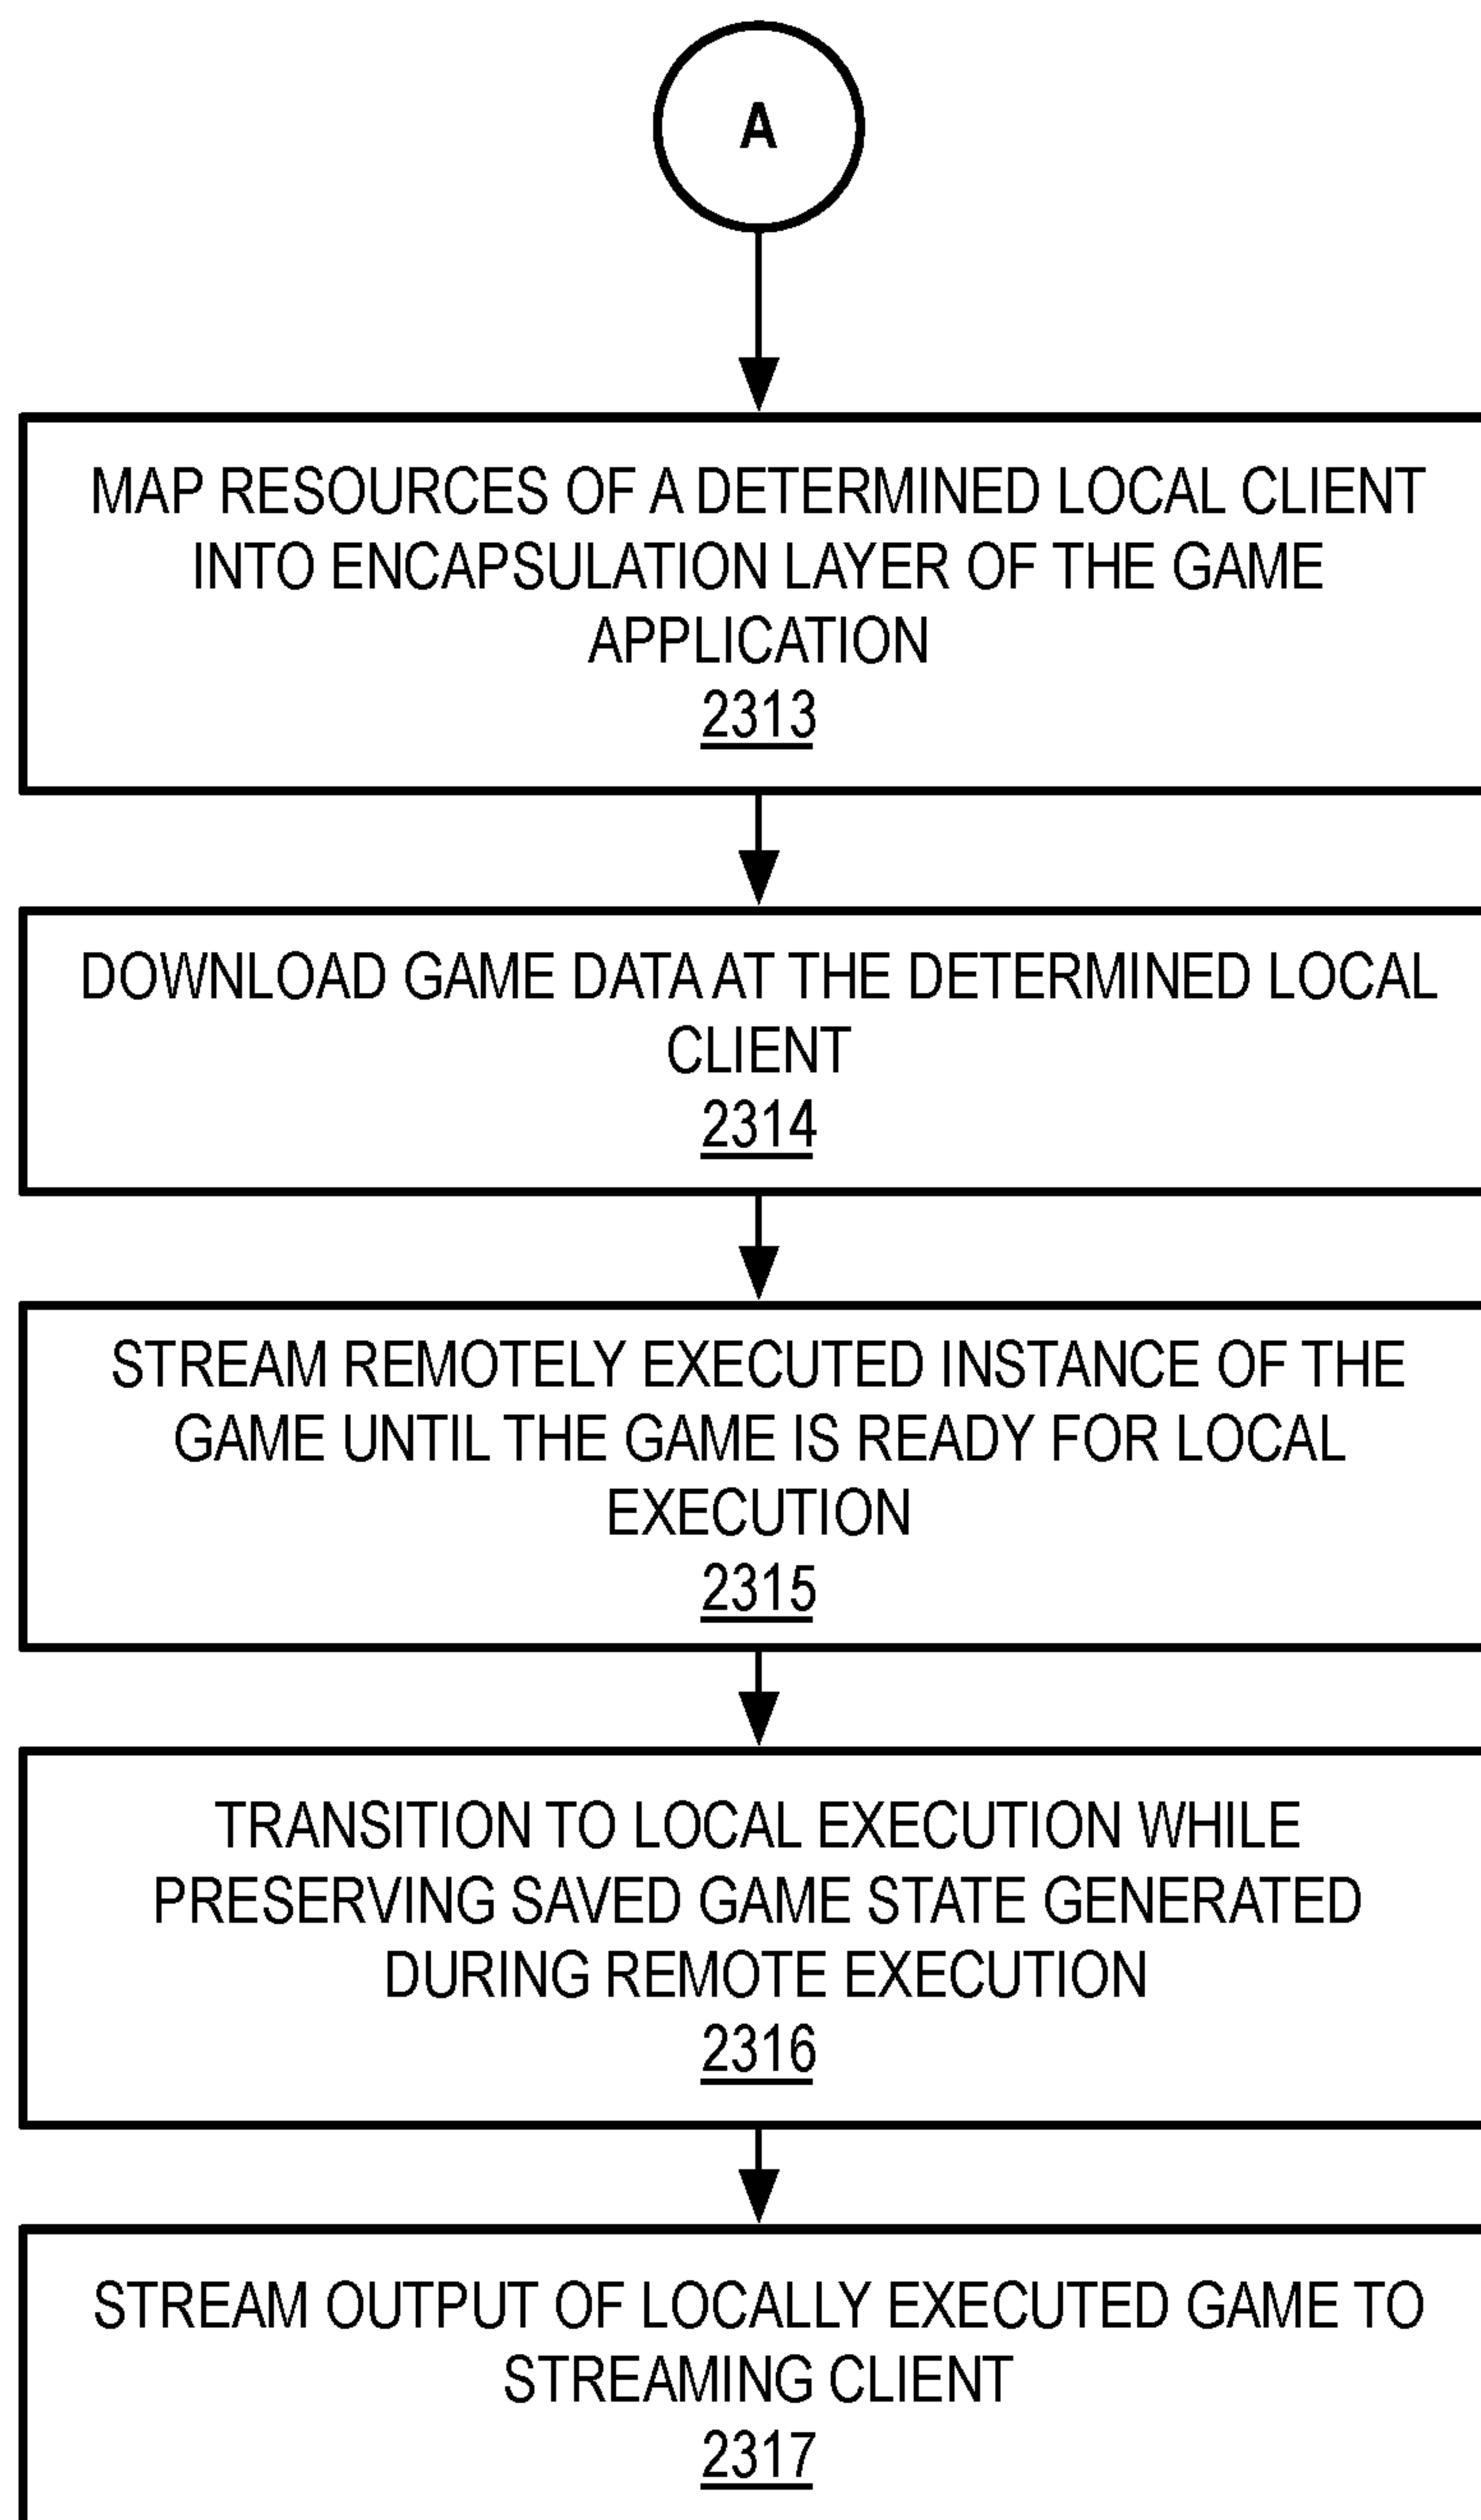 A
MAP RESOURCES OF A DETERMINED LOCAL CLIENT
INTO ENCAPSULATION LAYER OF THE GAME
APPLICATION
2313
DOWNLOAD GAME DATA AT THE DETERMINED LOCAL
CLIENT
2314
STREAM REMOTELY EXECUTED INSTANCE OF THE
GAME UNTIL THE GAME IS READY FOR LOCAL
EXECUTION
2315
TRANSITION TO LOCAL EXECUTION WHILE
PRESERVING SAVED GAME STATE GENERATED
DURING REMOTE EXECUTION
2316
STREAM OUTPUT OF LOCALLY EXECUTED GAME TO
STREAMING CLIENT
2317